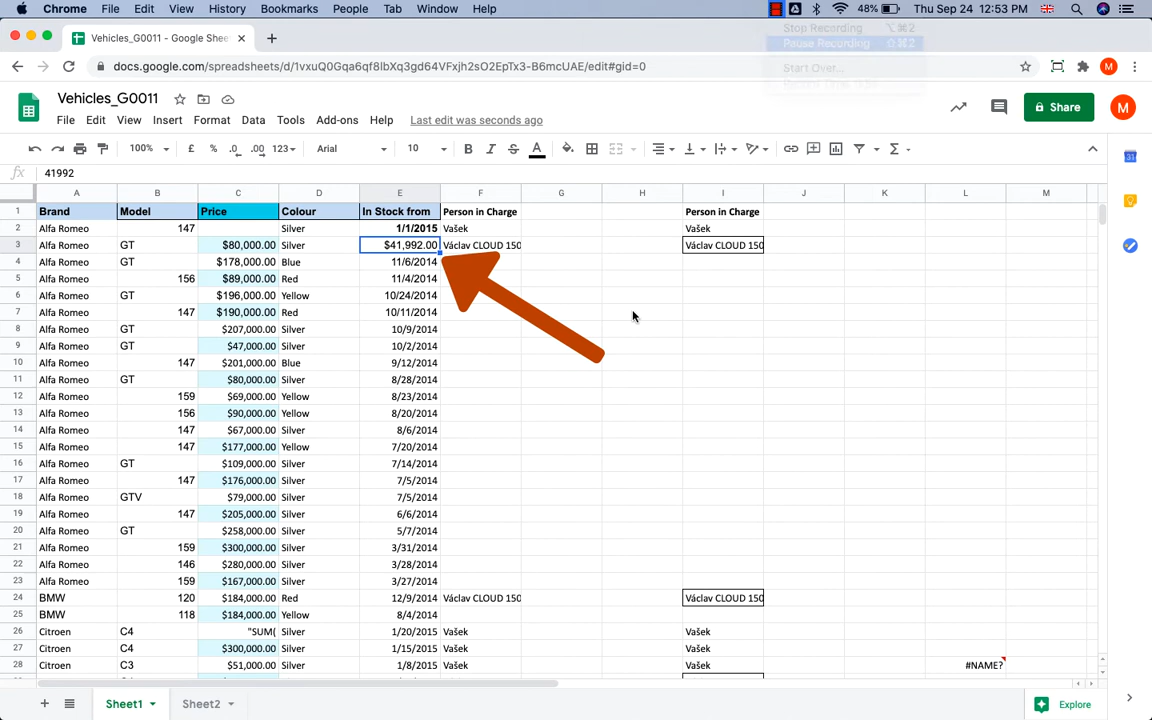 Chrome File Edit View History Bookmarks People Tab Window Help 48% Thu Sep 24 12:53 PM
Stop Recording ⌥⌘2
Pause Recording ⇧⌘2
Start Over...
Vehicles_G0011 - Google Shee
docs.google.com/spreadsheets/d/1vxuQ0Gqa6qf8IbXq3gd64VFxjh2sO2EpTx3-B6mcUAE/edit#gid=0 M
Vehicles_G0011
File Edit View Insert Format Data Tools Add-ons Help Last edit was seconds ago
Share M
100% £ % .0 .00 123 Arial 10 B I S A Σ
31
fx 41992
A B C D E F G H I J K L M
1 Brand Model Price Colour In Stock from Person in Charge Person in Charge
2 Alfa Romeo 147 Silver 1/1/2015 Vašek Vašek
3 Alfa Romeo GT $80,000.00 Silver $41,992.00 Václav CLOUD 150 Václav CLOUD 150
4 Alfa Romeo GT $178,000.00 Blue 11/6/2014
5 Alfa Romeo 156 $89,000.00 Red 11/4/2014
6 Alfa Romeo GT $196,000.00 Yellow 10/24/2014
7 Alfa Romeo 147 $190,000.00 Red 10/11/2014
8 Alfa Romeo GT $207,000.00 Silver 10/9/2014
9 Alfa Romeo GT $47,000.00 Silver 10/2/2014
10 Alfa Romeo 147 $201,000.00 Blue 9/12/2014
11 Alfa Romeo GT $80,000.00 Silver 8/28/2014
12 Alfa Romeo 159 $69,000.00 Yellow 8/23/2014
13 Alfa Romeo 156 $90,000.00 Yellow 8/20/2014
14 Alfa Romeo 147 $67,000.00 Silver 8/6/2014
15 Alfa Romeo 147 $177,000.00 Yellow 7/20/2014
16 Alfa Romeo GT $109,000.00 Silver 7/14/2014
17 Alfa Romeo 147 $176,000.00 Silver 7/5/2014
18 Alfa Romeo GTV $79,000.00 Silver 7/5/2014
19 Alfa Romeo 147 $205,000.00 Silver 6/6/2014
20 Alfa Romeo GT $258,000.00 Silver 5/7/2014
21 Alfa Romeo 159 $300,000.00 Silver 3/31/2014
22 Alfa Romeo 146 $280,000.00 Silver 3/28/2014
23 Alfa Romeo 159 $167,000.00 Silver 3/27/2014
24 BMW 120 $184,000.00 Red 12/9/2014 Václav CLOUD 150 Václav CLOUD 150
25 BMW 118 $184,000.00 Yellow 8/4/2014
26 Citroen C4 "SUM( Silver 1/20/2015 Vašek Vašek
27 Citroen C4 $300,000.00 Silver 1/15/2015 Vašek Vašek
28 Citroen C3 $51,000.00 Silver 1/8/2015 Vašek Vašek #NAME?
Sheet1 Sheet2 Explore